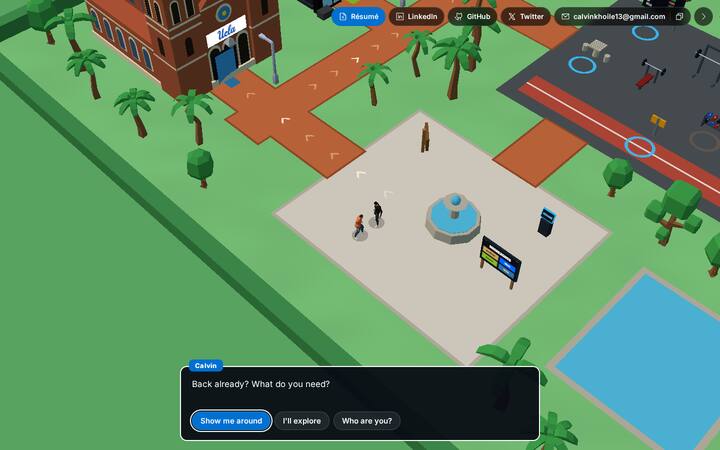 Résumé
LinkedIn
GitHub
Twitter
calvinkhoile13@gmail.com
Ucla
Calvin
Back already? What do you need?
Show me around
I'll explore
Who are you?